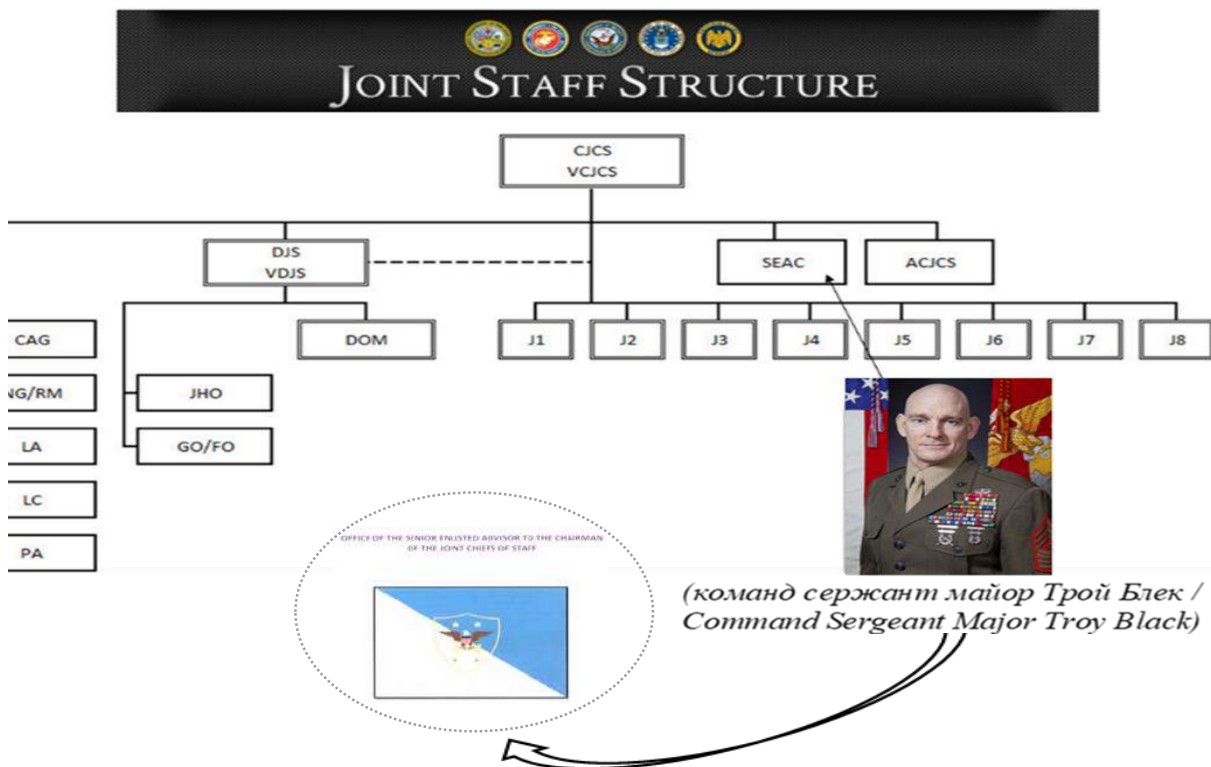 JOINT STAFF STRUCTURE
CJCS
VCJCS
DJS
VDJS
SEAC
ACJCS
CAG
DOM
J1
J2
J3
J4
J5
J6
J7
J8
NG/RM
JHO
LA
GO/FO
LC
PA
OFFICE OF THE SENIOR ENLISTED ADVISOR TO THE CHAIRMAN
OF THE JOINT CHIEFS OF STAFF
(команд сержант майор Трой Блек /
Command Sergeant Major Troy Black)